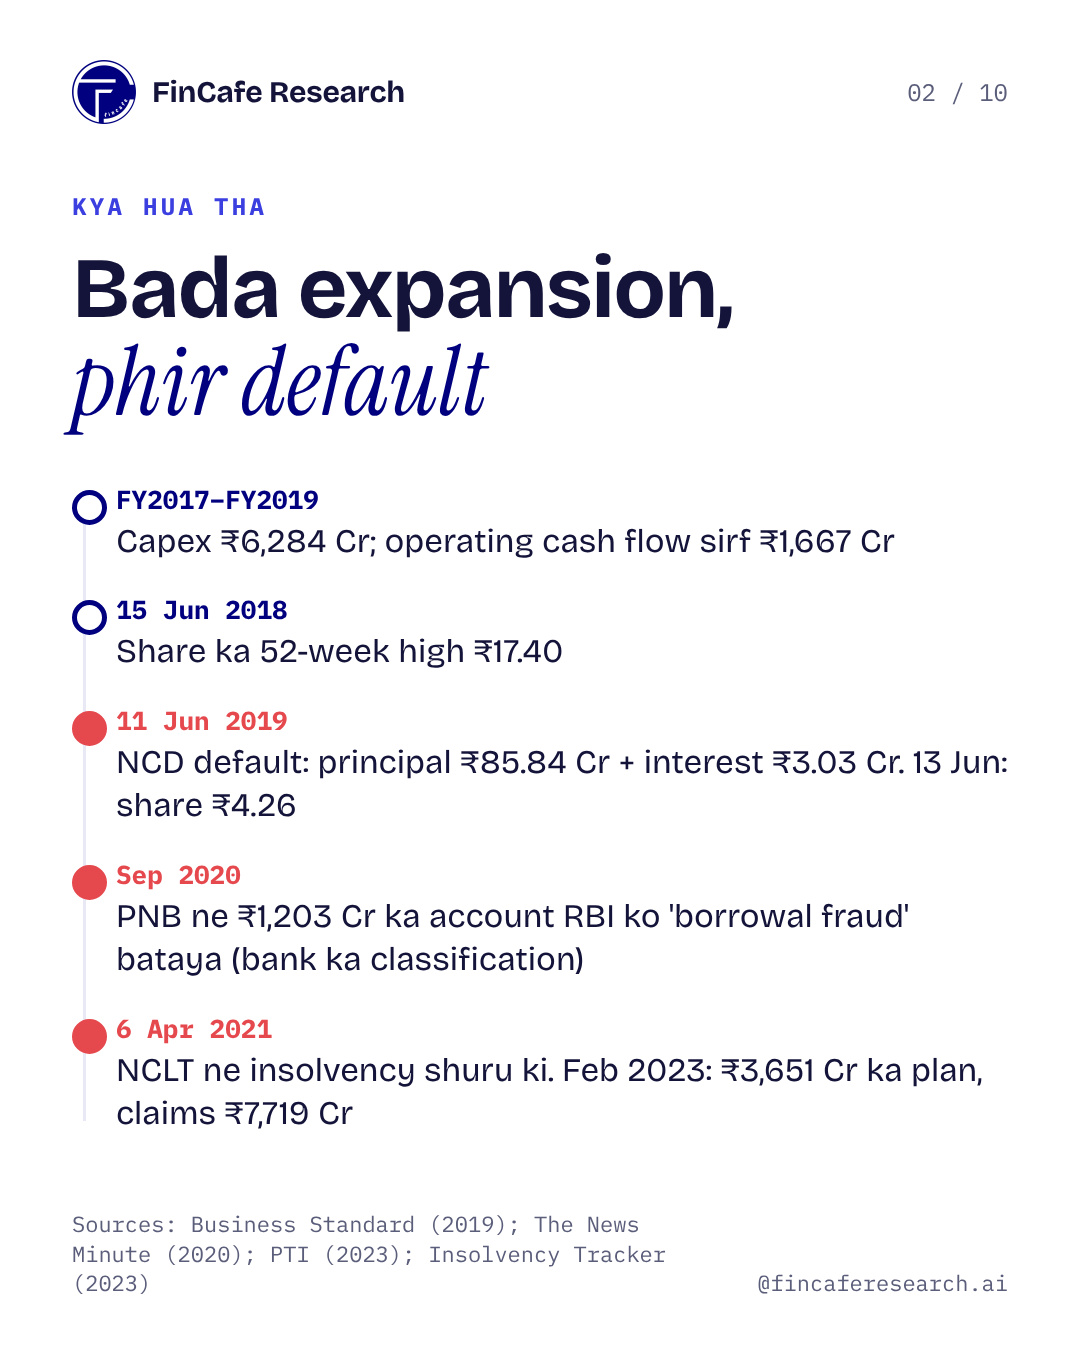 FinCafe Research
02 / 10
KYA HUA THA
Bada expansion,
phir default
FY2017–FY2019
Capex ₹6,284 Cr; operating cash flow sirf ₹1,667 Cr
15 Jun 2018
Share ka 52-week high ₹17.40
11 Jun 2019
NCD default: principal ₹85.84 Cr + interest ₹3.03 Cr. 13 Jun:
share ₹4.26
Sep 2020
PNB ne ₹1,203 Cr ka account RBI ko 'borrowal fraud'
bataya (bank ka classification)
6 Apr 2021
NCLT ne insolvency shuru ki. Feb 2023: ₹3,651 Cr ka plan,
claims ₹7,719 Cr
Sources: Business Standard (2019); The News
Minute (2020); PTI (2023); Insolvency Tracker
(2023)
@fincaferesearch.ai